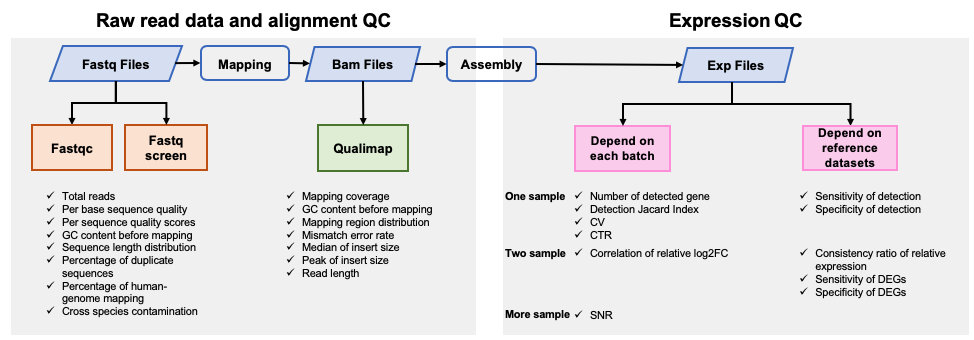 Raw read data and alignment QC
Expression QC
Fastq Files
Mapping
Bam Files
Assembly
Exp Files
Fastqc
Fastq
screen
Qualimap
Depend on
each batch
Depend on
reference
datasets
✓ Total reads
✓ Per base sequence quality
✓ Per sequence quality scores
✓ GC content before mapping
✓ Sequence length distribution
✓ Percentage of duplicate
sequences
✓ Percentage of human-
genome mapping
✓ Cross species contamination
✓ Mapping coverage
✓ GC content before mapping
✓ Mapping region distribution
✓ Mismatch error rate
✓ Median of insert size
✓ Peak of insert size
✓ Read length
One sample
✓ Number of detected gene
✓ Detection Jacard Index
✓ CV
✓ CTR
✓ Sensitivity of detection
✓ Specificity of detection
Two sample
✓ Correlation of relative log2FC
✓ Consistency ratio of relative
expression
✓ Sensitivity of DEGs
✓ Specificity of DEGs
More sample
✓ SNR